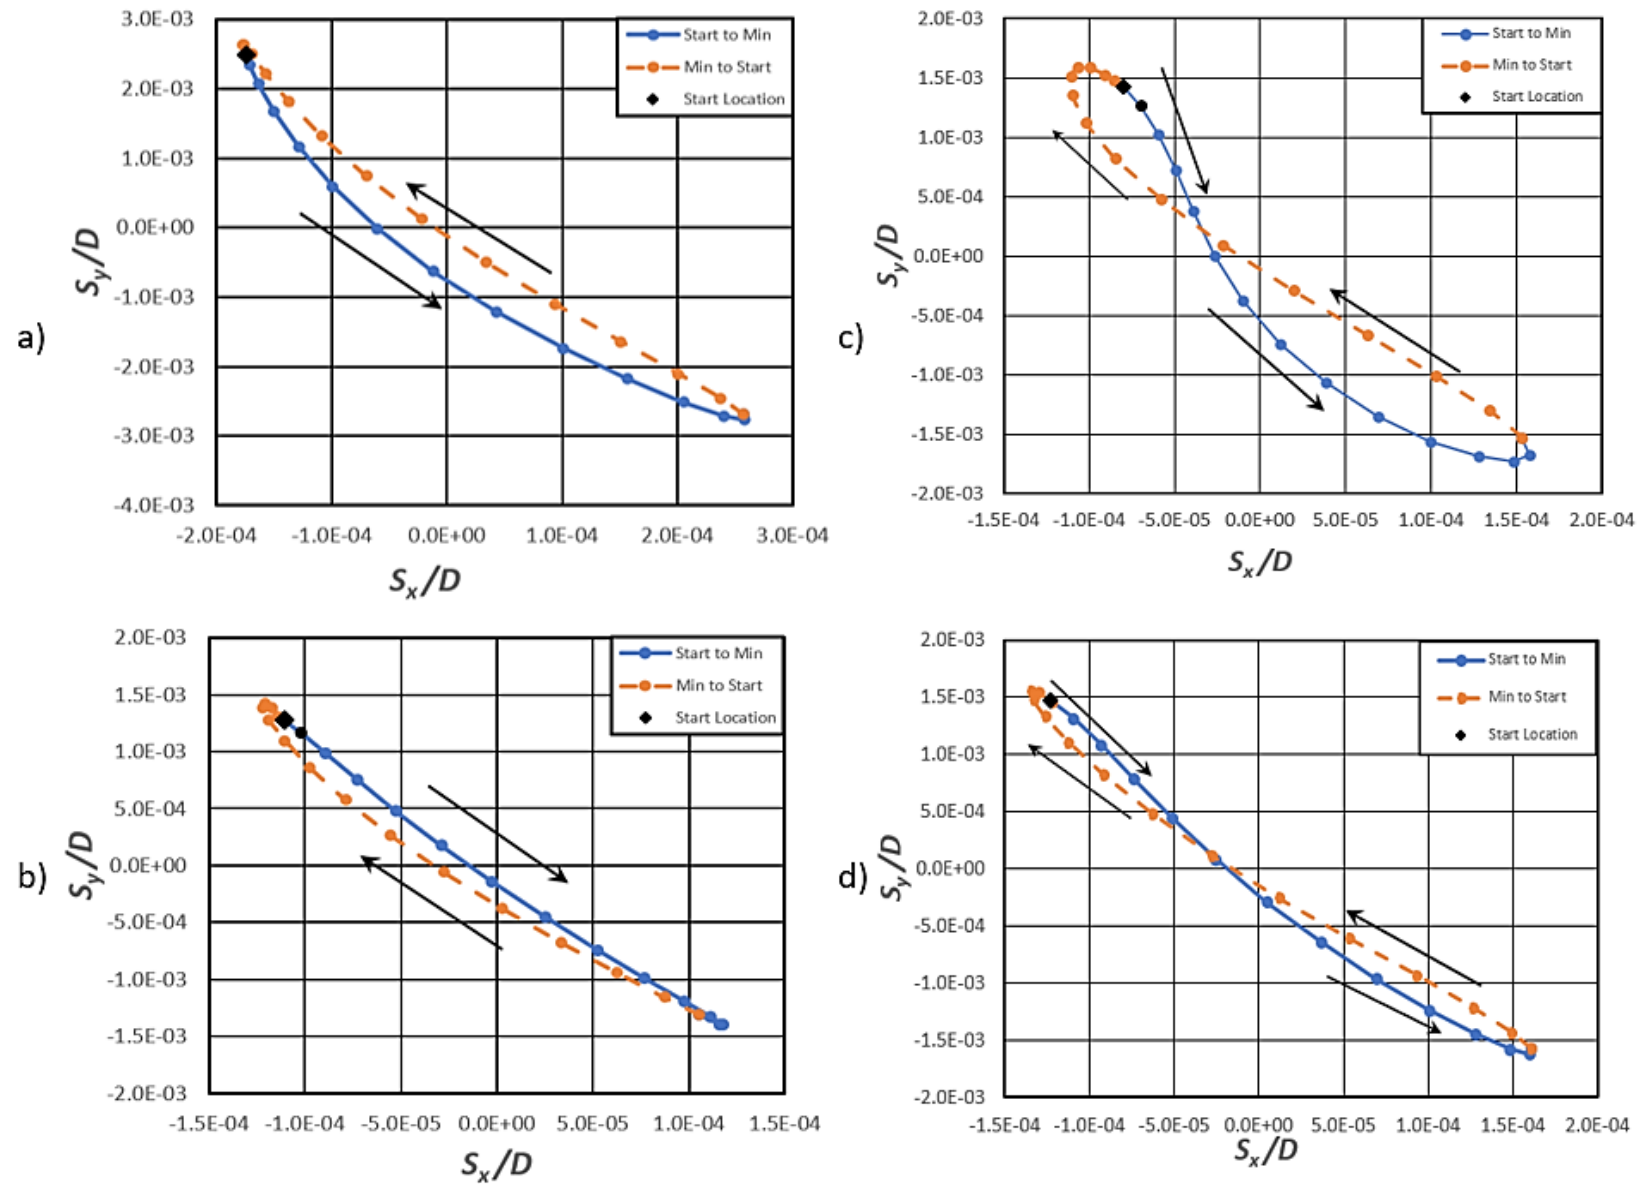 a)
3.0E-03
2.0E-03
1.0E-03
0.0E+00
-1.0E-03
-2.0E-03
-3.0E-03
-4.0E-03
Sy/D
-2.0E-04 -1.0E-04 0.0E+00 1.0E-04 2.0E-04 3.0E-04
Sx/D
Start to Min
Min to Start
Start Location
c)
2.0E-03
1.5E-03
1.0E-03
5.0E-04
0.0E+00
-5.0E-04
-1.0E-03
-1.5E-03
-2.0E-03
Sy/D
-1.5E-04 -1.0E-04 -5.0E-05 0.0E+00 5.0E-05 1.0E-04 1.5E-04 2.0E-04
Sx/D
Start to Min
Min to Start
Start Location
b)
2.0E-03
1.5E-03
1.0E-03
5.0E-04
0.0E+00
-5.0E-04
-1.0E-03
-1.5E-03
-2.0E-03
Sy/D
-1.5E-04 -1.0E-04 -5.0E-05 0.0E+00 5.0E-05 1.0E-04 1.5E-04
Sx/D
Start to Min
Min to Start
Start Location
d)
2.0E-03
1.5E-03
1.0E-03
5.0E-04
0.0E+00
-5.0E-04
-1.0E-03
-1.5E-03
-2.0E-03
Sy/D
-1.5E-04 -1.0E-04 -5.0E-05 0.0E+00 5.0E-05 1.0E-04 1.5E-04 2.0E-04
Sx/D
Start to Min
Min to Start
Start Location